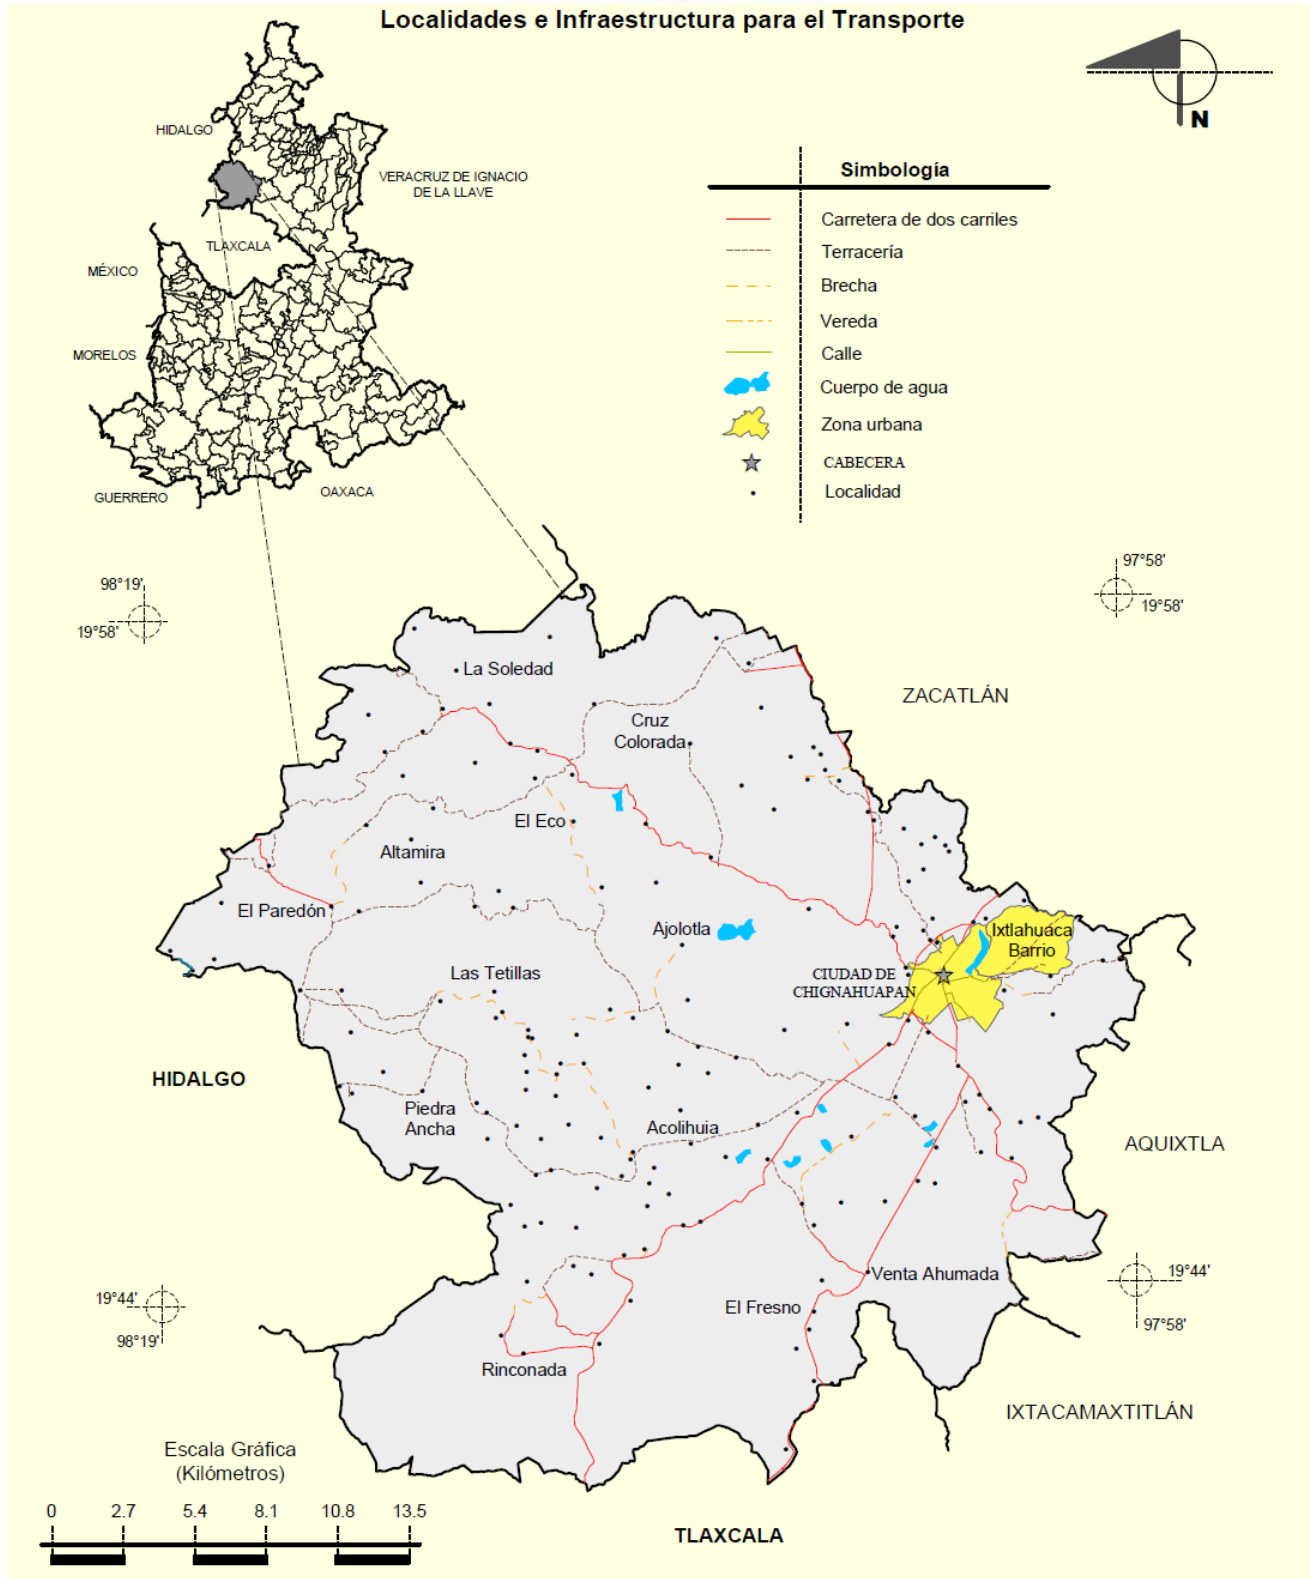 Localidades e Infraestructura para el Transporte
N
HIDALGO
VERACRUZ DE IGNACIO
DE LA LLAVE
TLAXCALA
MÉXICO
MORELOS
GUERRERO
OAXACA
Simbología
Carretera de dos carriles
Terracería
Brecha
Vereda
Calle
Cuerpo de agua
Zona urbana
CABECERA
Localidad
98°19'
19°58'
97°58'
19°58'
La Soledad
ZACATLÁN
Cruz
Colorada
El Eco
Altamira
El Paredón
Ajolotla
Ixtlahuaca
Barrio
Las Tetillas
CIUDAD DE
CHIGNAHUAPAN
HIDALGO
Piedra
Ancha
Acolihuia
AQUIXTLA
Venta Ahumada
19°44'
97°58'
19°44'
98°19'
El Fresno
Rinconada
IXTACAMAXTITLÁN
Escala Gráfica
(Kilómetros)
0 2.7 5.4 8.1 10.8 13.5
TLAXCALA